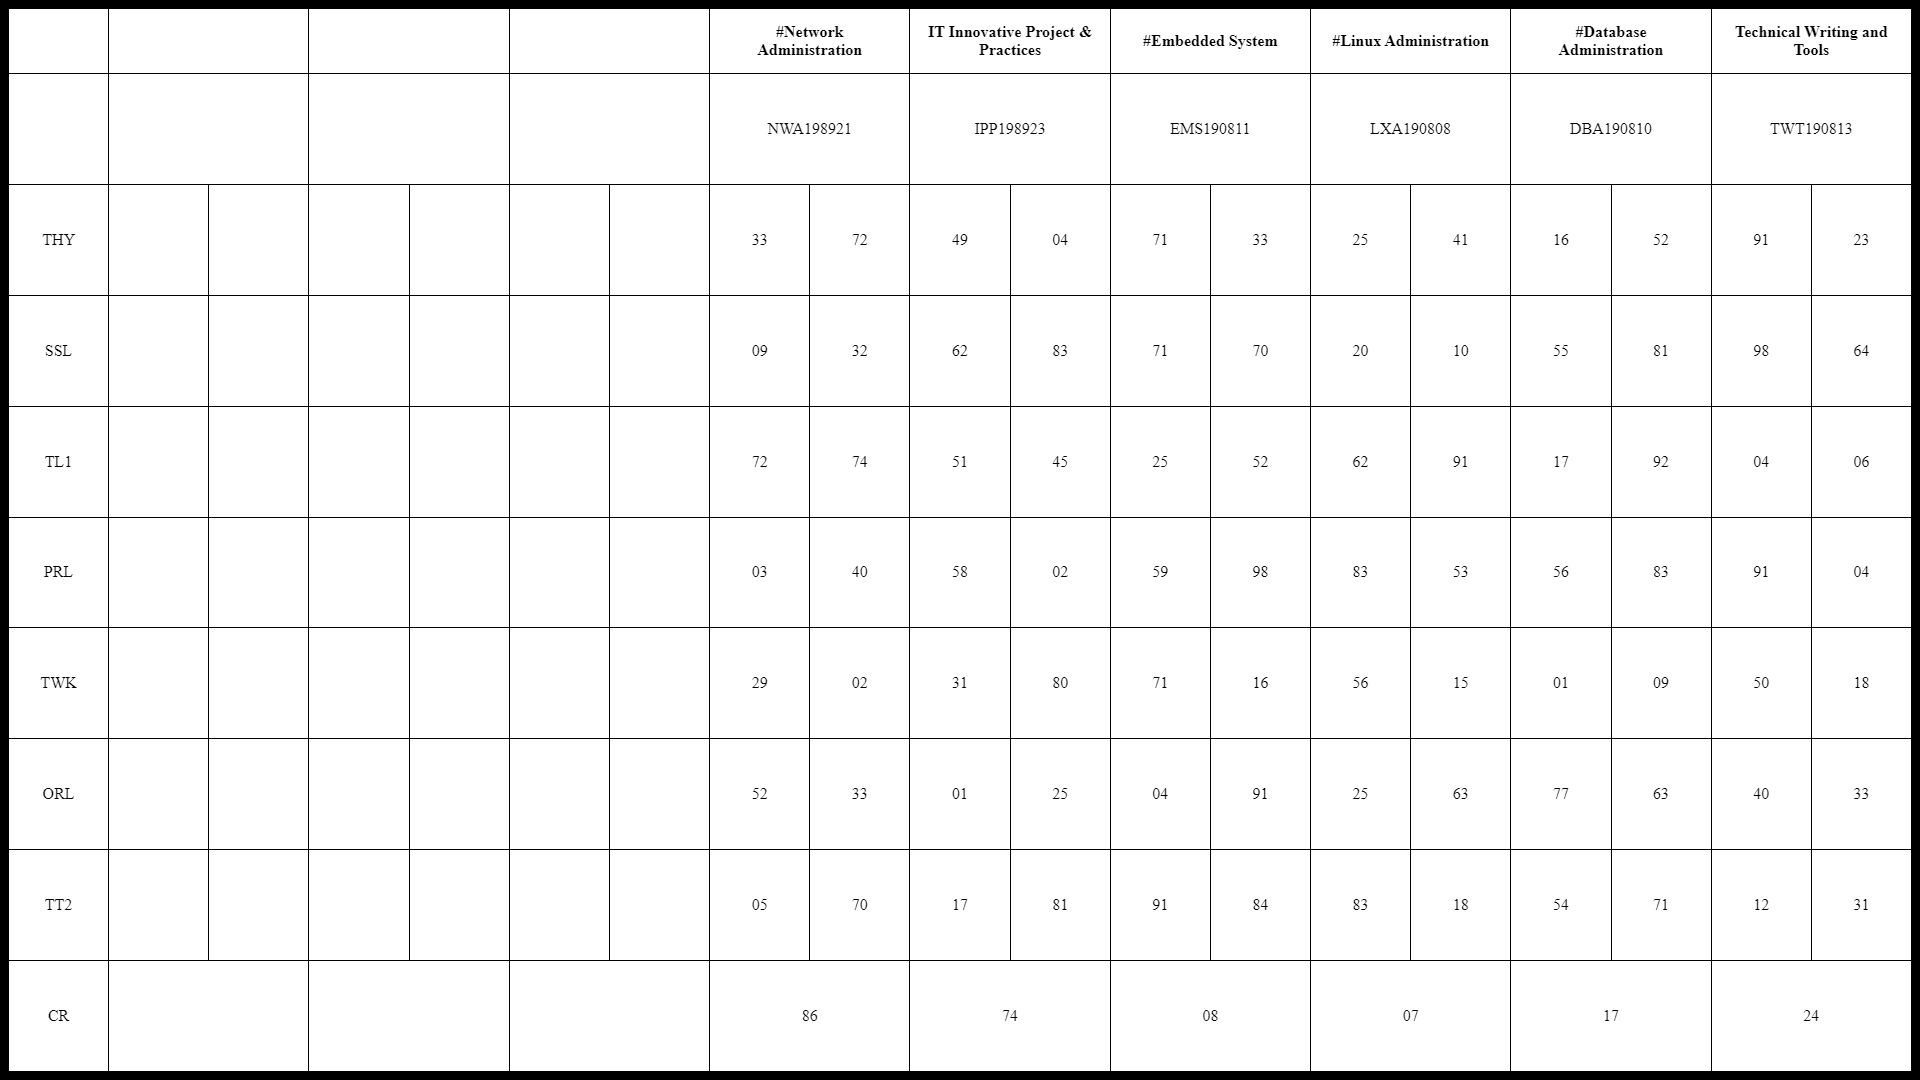 #Network Administration IT Innovative Project & Practices #Embedded System #Linux Administration #Database Administration Technical Writing and Tools
NWA198921 IPP198923 EMS190811 LXA190808 DBA190810 TWT190813
THY 33 72 49 04 71 33 25 41 16 52 91 23
SSL 09 32 62 83 71 70 20 10 55 81 98 64
TL1 72 74 51 45 25 52 62 91 17 92 04 06
PRL 03 40 58 02 59 98 83 53 56 83 91 04
TWK 29 02 31 80 71 16 56 15 01 09 50 18
ORL 52 33 01 25 04 91 25 63 77 63 40 33
TT2 05 70 17 81 91 84 83 18 54 71 12 31
CR 86 74 08 07 17 24